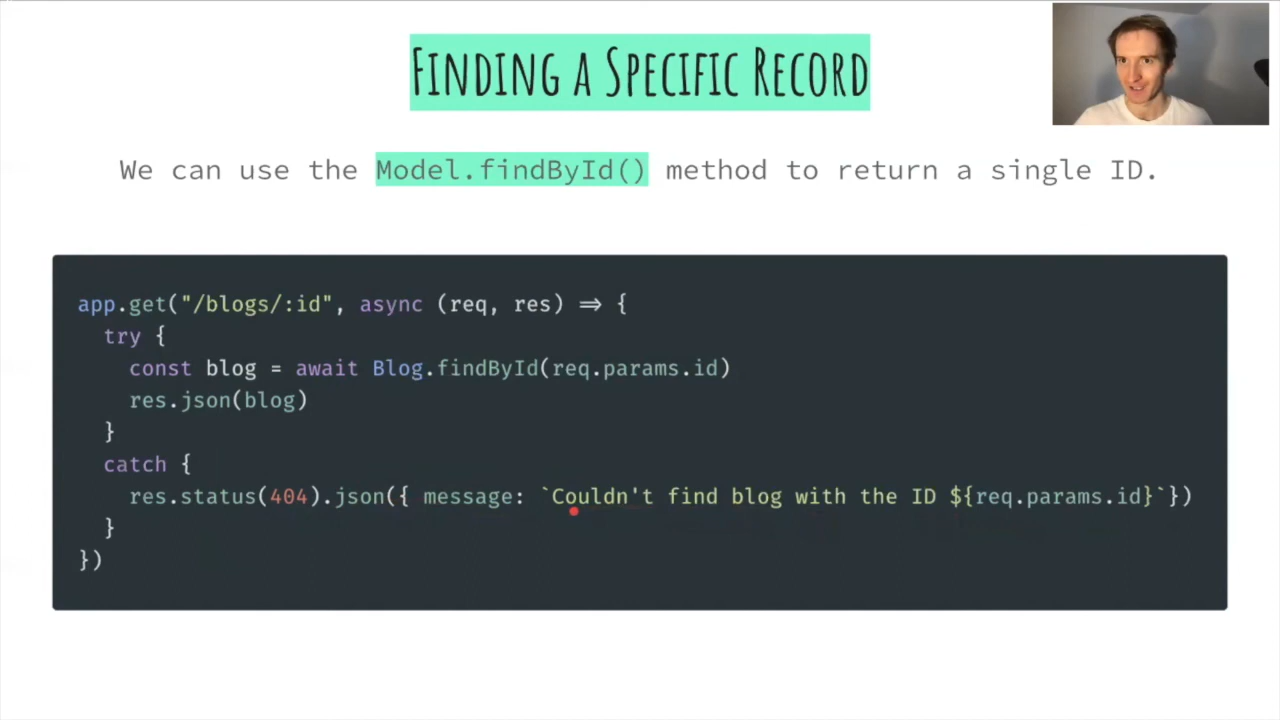 Finding a Specific Record
We can use the Model.findById() method to return a single ID.
app.get("/blogs/:id", async (req, res) => {
  try {
    const blog = await Blog.findById(req.params.id)
    res.json(blog)
  }
  catch {
    res.status(404).json({ message: `Couldn't find blog with the ID ${req.params.id}`})
  }
})